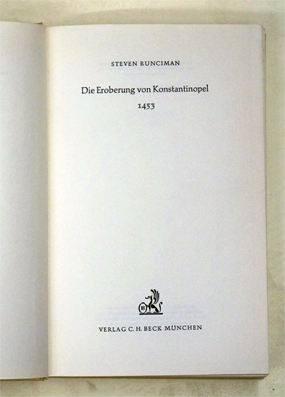 STEVEN RUNCIMAN
Die Eroberung von Konstantinopel
1453
VERLAG C. H. BECK MÜNCHEN